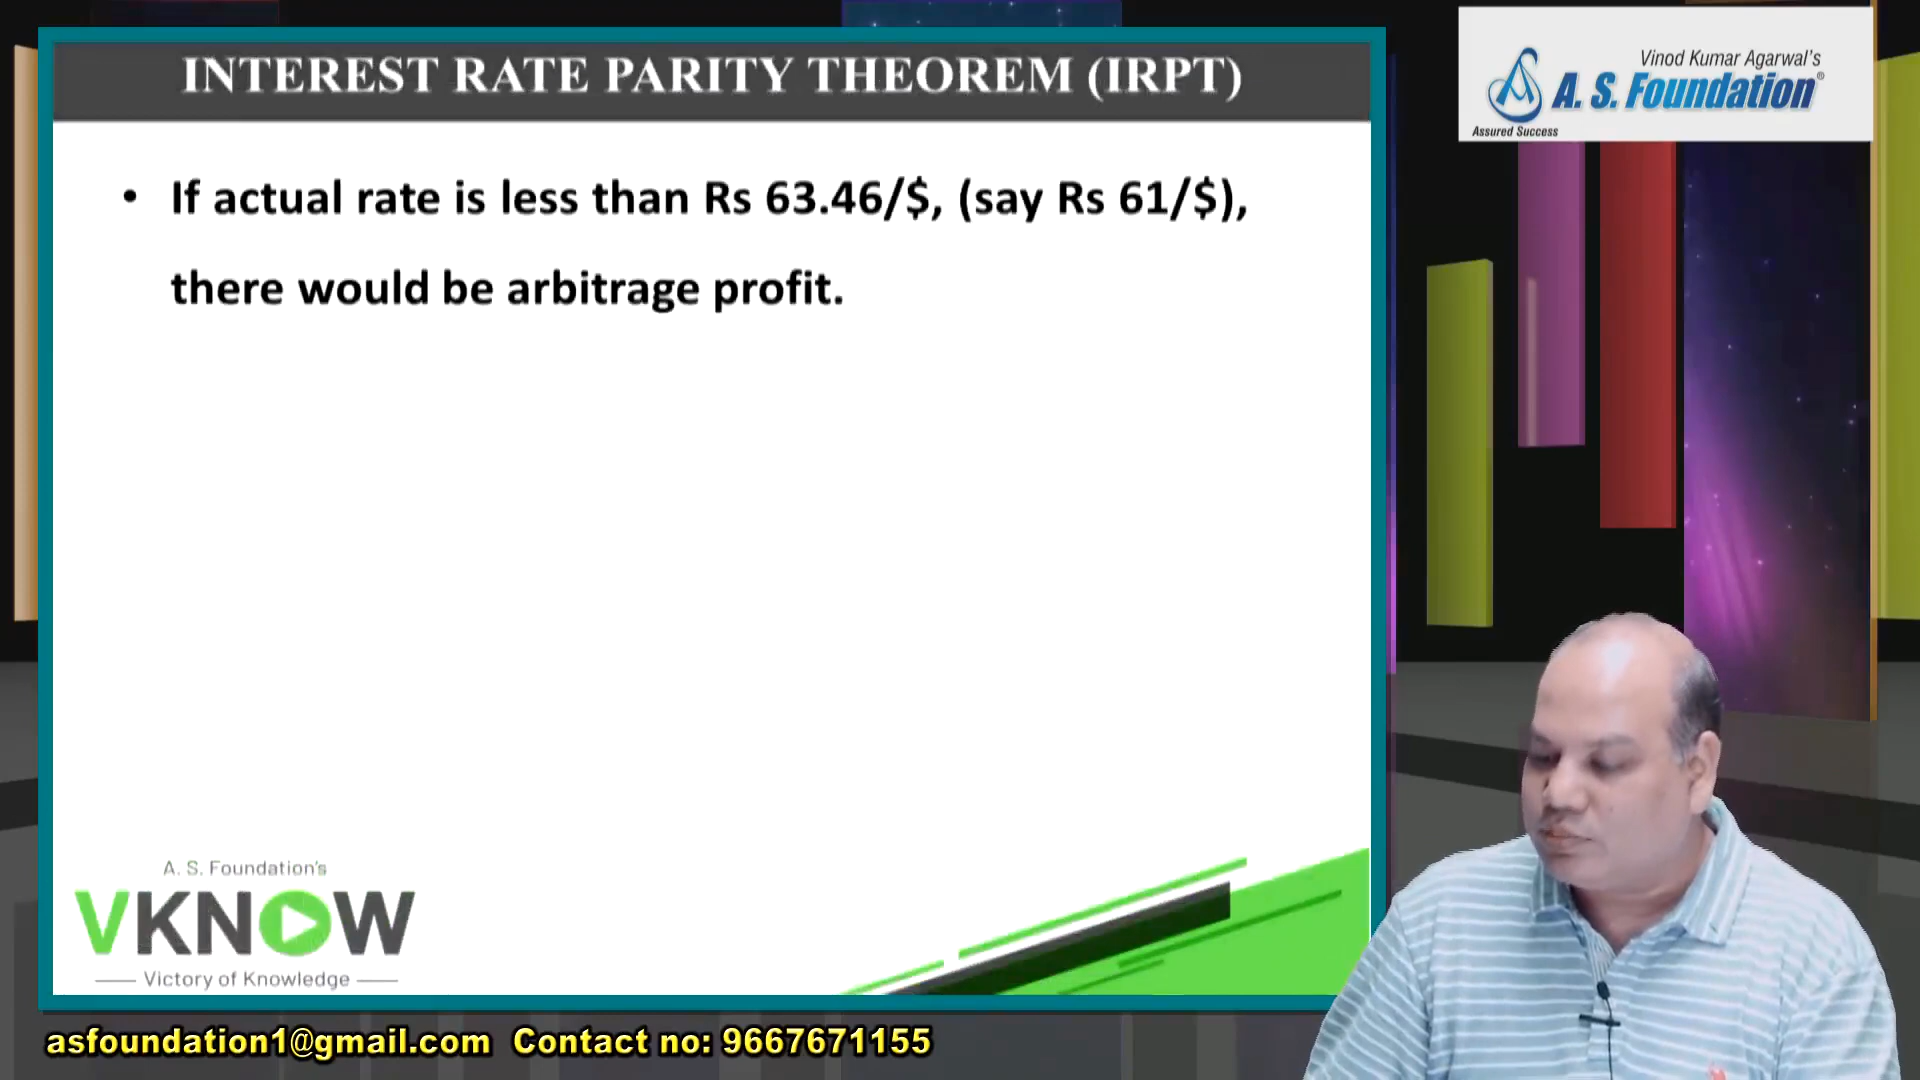 INTEREST RATE PARITY THEOREM (IRPT)
Vinod Kumar Agarwal's
A. S. Foundation®
Assured Success
• If actual rate is less than Rs 63.46/$, (say Rs 61/$),
there would be arbitrage profit.
A. S. Foundation's
VKNOW
Victory of Knowledge
asfoundation1@gmail.com Contact no: 9667671155